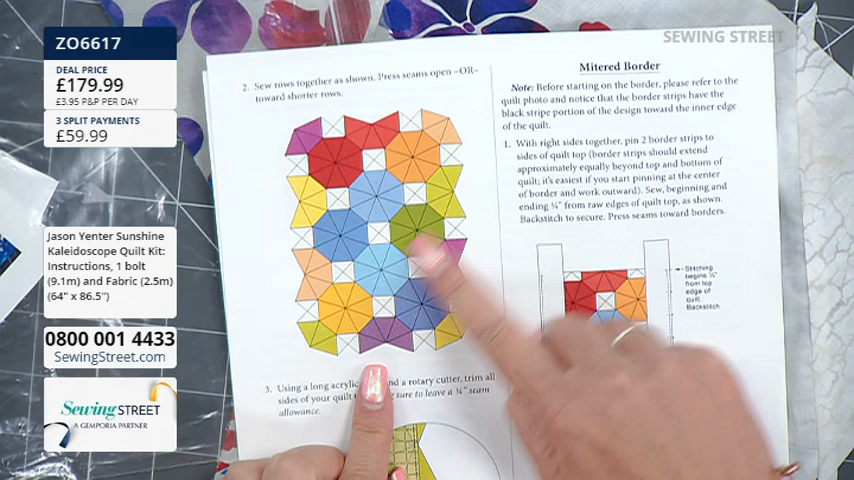 ZO6617
DEAL PRICE
£179.99
£3.95 P&P PER DAY
3 SPLIT PAYMENTS
£59.99
Jason Yenter Sunshine
Kaleidoscope Quilt Kit:
Instructions, 1 bolt
(9.1m) and Fabric (2.5m)
(64" x 86.5")
0800 001 4433
SewingStreet.com
Sewing STREET
A GEMPORIA PARTNER
SEWING STREET
2. Sew rows together as shown. Press seams open –OR–
toward shorter rows.
3. Using a long acrylic and a rotary cutter, trim all
sides of your quilt sure to leave a ¼" seam
allowance.
Mitered Border
Note: Before starting on the border, please refer to the
quilt photo and notice that the border strips have the
black stripe portion of the design toward the inner edge
of the quilt.
1. With right sides together, pin 2 border strips to
sides of quilt top (border strips should extend
approximately equally beyond top and bottom of
quilt; it's easiest if you start pinning at the center
of border and work outward). Sew, beginning and
ending ¼" from raw edges of quilt top, as shown.
Backstitch to secure. Press seams toward borders.
Stitching
begins ¼"
from top
edge of
quilt.
Backstitch